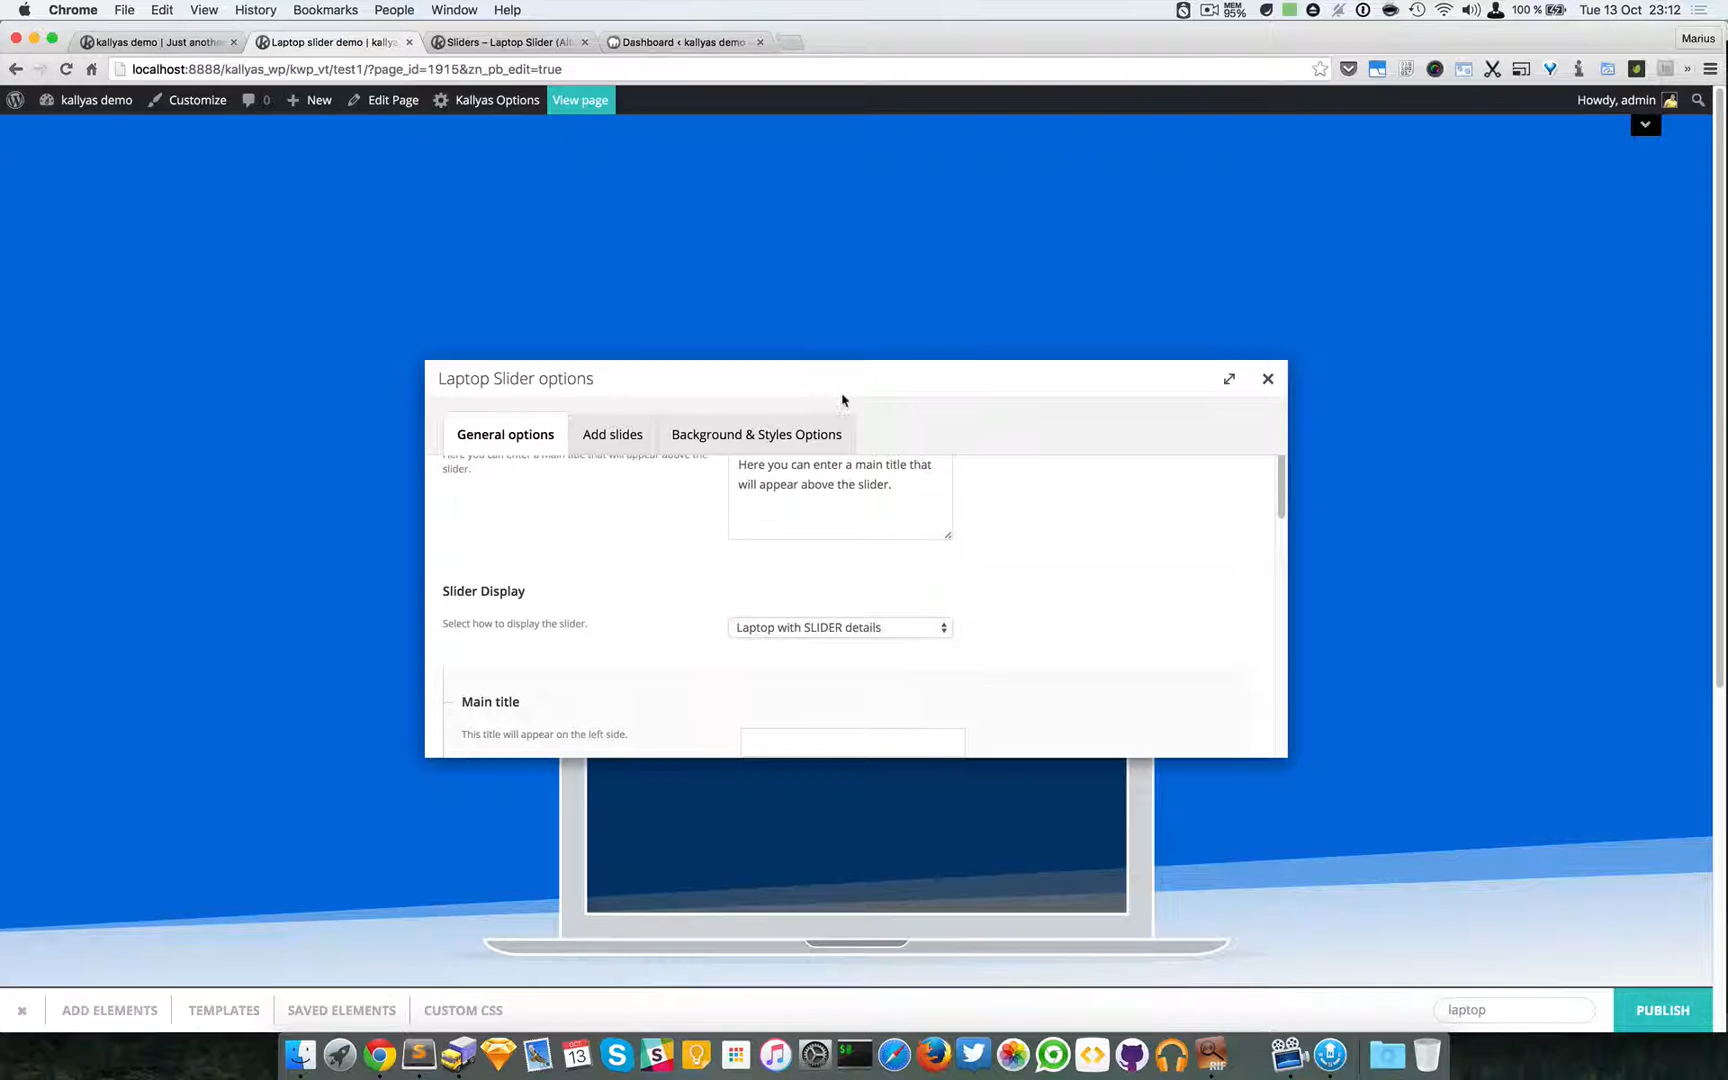 Chrome File Edit View History Bookmarks People Window Help MEM 95% 100 % Tue 13 Oct 23:12
kallyas demo | Just anothe Laptop slider demo | kallya Sliders – Laptop Slider (Alt Dashboard ‹ kallyas demo Marius
localhost:8888/kallyas_wp/kwp_vt/test1/?page_id=1915&zn_pb_edit=true
kallyas demo Customize 0 New Edit Page Kallyas Options View page Howdy, admin
Laptop Slider options
General options Add slides Background & Styles Options
Here you can enter a main title that will appear above the
slider.
Here you can enter a main title that
will appear above the slider.
Slider Display
Select how to display the slider.
Laptop with SLIDER details
Main title
This title will appear on the left side.
ADD ELEMENTS TEMPLATES SAVED ELEMENTS CUSTOM CSS laptop PUBLISH
13
RIF